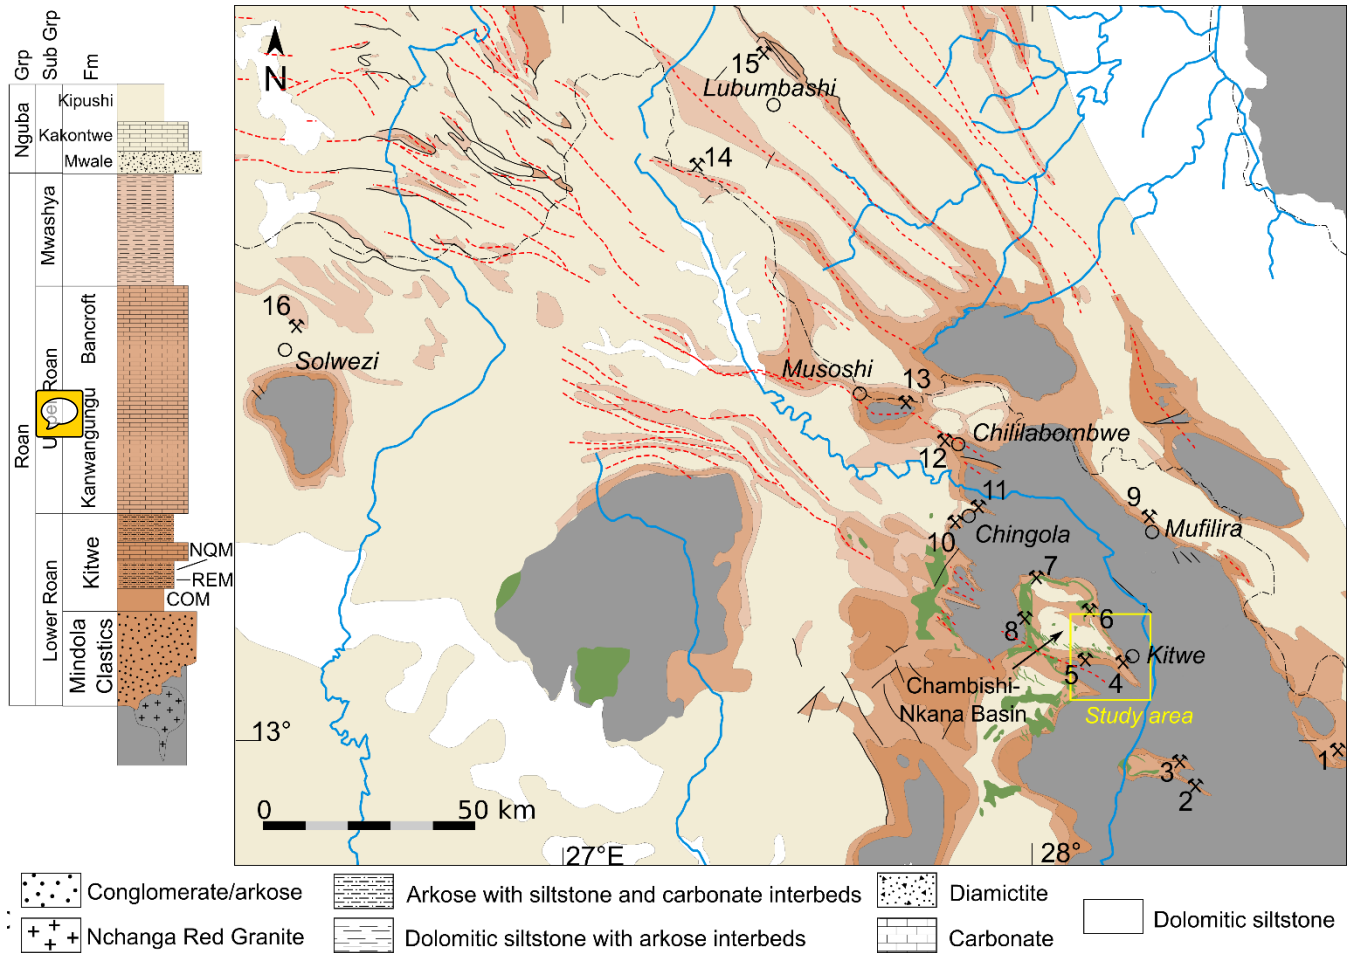 Grp
Sub Grp
Fm
Nguba
Kipushi
Kakontwe
Mwale
Roan
Mwashya
Roan
Bancroft
Kanwangungu
Lower Roan
Kitwe
NQM
REM
COM
Mindola
Clastics
N
15
Lubumbashi
14
16
Solwezi
Musoshi
13
Chililabombwe
12
11
10
Chingola
9
Mufilira
7
6
8
Kitwe
5
4
Chambishi-
Nkana Basin
Study area
13°
3
2
1
0
50 km
27°E
28°
Conglomerate/arkose
Arkose with siltstone and carbonate interbeds
Diamictite
Dolomitic siltstone
Nchanga Red Granite
Dolomitic siltstone with arkose interbeds
Carbonate